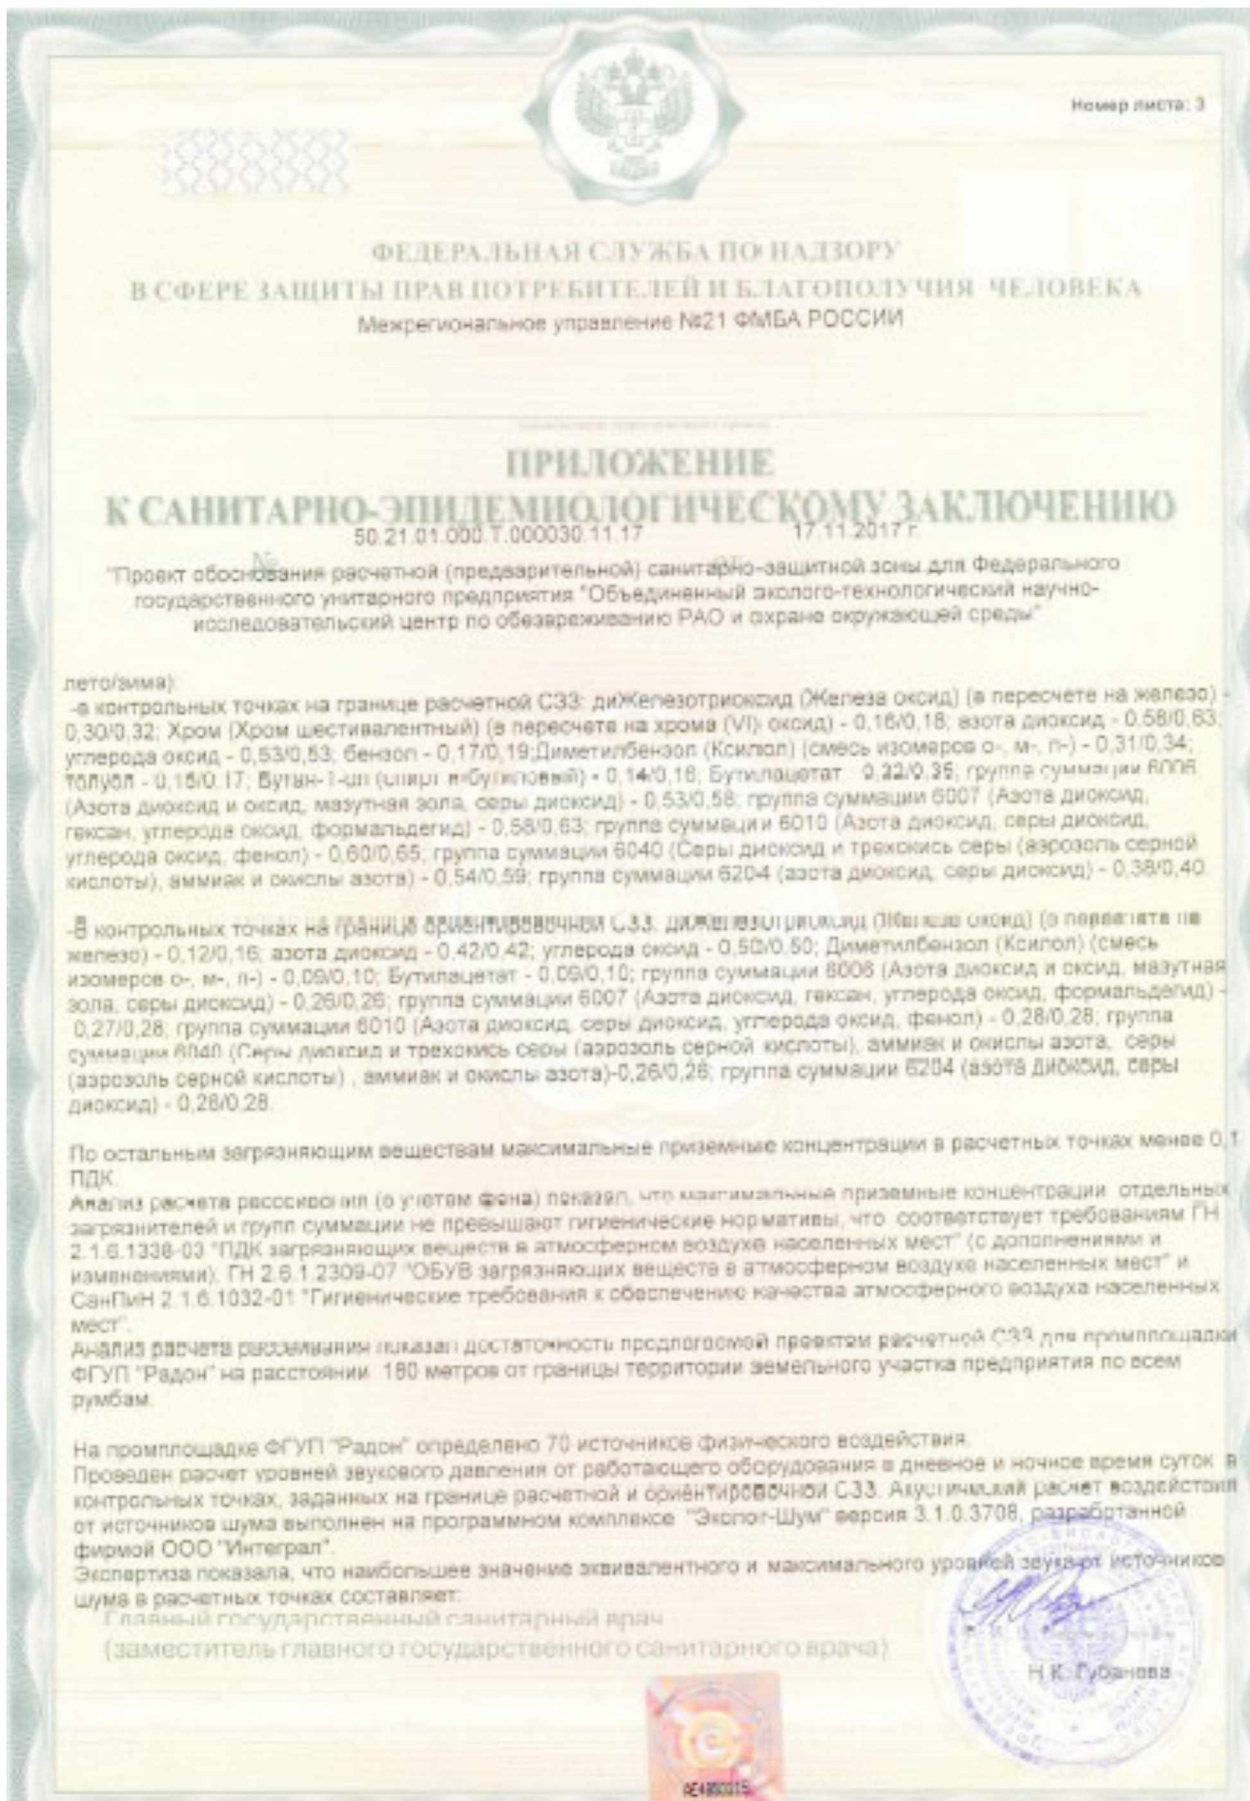 Номер листа: 3
ФЕДЕРАЛЬНАЯ СЛУЖБА ПО НАДЗОРУ
В СФЕРЕ ЗАЩИТЫ ПРАВ ПОТРЕБИТЕЛЕЙ И БЛАГОПОЛУЧИЯ ЧЕЛОВЕКА
Межрегиональное управление №21 ФМБА РОССИИ
ПРИЛОЖЕНИЕ
К САНИТАРНО-ЭПИДЕМИОЛОГИЧЕСКОМУ ЗАКЛЮЧЕНИЮ
№ 50.21.01.000.Т.000030.11.17 от 17.11.2017 г.
"Проект обоснования расчетной (предварительной) санитарно-защитной зоны для Федерального
государственного унитарного предприятия "Объединенный эколого-технологический научно-
исследовательский центр по обезвреживанию РАО и охране окружающей среды"
лето/зима):
-в контрольных точках на границе расчетной СЗЗ: диЖелезотриоксид (Железа оксид) (в пересчете на железо) -
0,30/0,32; Хром (Хром шестивалентный) (в пересчете на хрома (VI) оксид) - 0,16/0,18; азота диоксид - 0,58/0,63;
углерода оксид - 0,53/0,53; бензол - 0,17/0,19;Диметилбензол (Ксилол) (смесь изомеров о-, м-, п-) - 0,31/0,34;
толуол - 0,16/0,17; Бутан-1-ол (спирт н-бутиловый) - 0,14/0,16; Бутилацетат - 0,32/0,35; группа суммации 6006
(Азота диоксид и оксид, мазутная зола, серы диоксид) - 0,53/0,58; группа суммации 6007 (Азота диоксид,
гексан, углерода оксид, формальдегид) - 0,58/0,63; группа суммации 6010 (Азота диоксид, серы диоксид,
углерода оксид, фенол) - 0,60/0,65; группа суммации 6040 (Серы диоксид и трехокись серы (аэрозоль серной
кислоты), аммиак и окислы азота) - 0,54/0,59; группа суммации 6204 (азота диоксид, серы диоксид) - 0,38/0,40.
-В контрольных точках на границе ориентировочной СЗЗ: диЖелезотриоксид (Железа оксид) (в пересчете на
железо) - 0,12/0,16; азота диоксид - 0,42/0,42; углерода оксид - 0,50/0,50; Диметилбензол (Ксилол) (смесь
изомеров о-, м-, п-) - 0,09/0,10; Бутилацетат - 0,09/0,10; группа суммации 6006 (Азота диоксид и оксид, мазутная
зола, серы диоксид) - 0,26/0,26; группа суммации 6007 (Азота диоксид, гексан, углерода оксид, формальдегид) -
0,27/0,28; группа суммации 6010 (Азота диоксид, серы диоксид, углерода оксид, фенол) - 0,28/0,28; группа
суммации 6040 (Серы диоксид и трехокись серы (аэрозоль серной кислоты), аммиак и окислы азота, серы
(аэрозоль серной кислоты) , аммиак и окислы азота)-0,26/0,26; группа суммации 6204 (азота диоксид, серы
диоксид) - 0,28/0,28.
По остальным загрязняющим веществам максимальные приземные концентрации в расчетных точках менее 0,1
ПДК.
Анализ расчета рассеивания (с учетом фона) показал, что максимальные приземные концентрации отдельных
загрязнителей и групп суммации не превышают гигиенические нормативы, что соответствует требованиям ГН
2.1.6.1338-03 "ПДК загрязняющих веществ в атмосферном воздухе населенных мест" (с дополнениями и
изменениями), ГН 2.6.1.2309-07 "ОБУВ загрязняющих веществ в атмосферном воздухе населенных мест" и
СанПиН 2.1.6.1032-01 "Гигиенические требования к обеспечению качества атмосферного воздуха населенных
мест".
Анализ расчета рассеивания показал достаточность предлагаемой проектом расчетной СЗЗ для промплощадки
ФГУП "Радон" на расстоянии 180 метров от границы территории земельного участка предприятия по всем
румбам.
На промплощадке ФГУП "Радон" определено 70 источников физического воздействия.
Проведен расчет уровней звукового давления от работающего оборудования в дневное и ночное время суток в
контрольных точках, заданных на границе расчетной и ориентировочной СЗЗ. Акустический расчет воздействия
от источников шума выполнен на программном комплексе "Эколог-Шум" версия 3.1.0.3708, разработанной
фирмой ООО "Интеграл".
Экспертиза показала, что наибольшее значение эквивалентного и максимального уровней звука от источников
шума в расчетных точках составляет:
Главный государственный санитарный врач
(заместитель главного государственного санитарного врача)
Н.К. Губанова